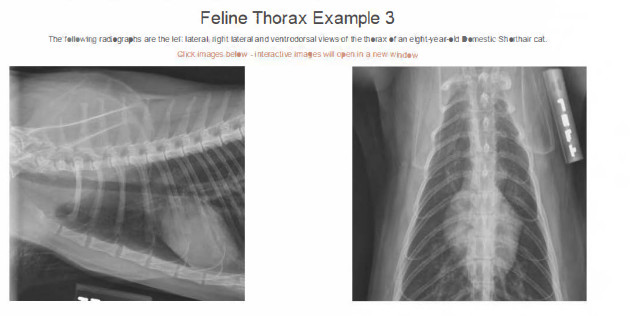 Feline Thorax Example 3
The following radiographs are the left lateral, right lateral and ventrodorsal views of the thorax of an eight-year-old Domestic Shorthair cat.
Click images below - interactive images will open in a new window